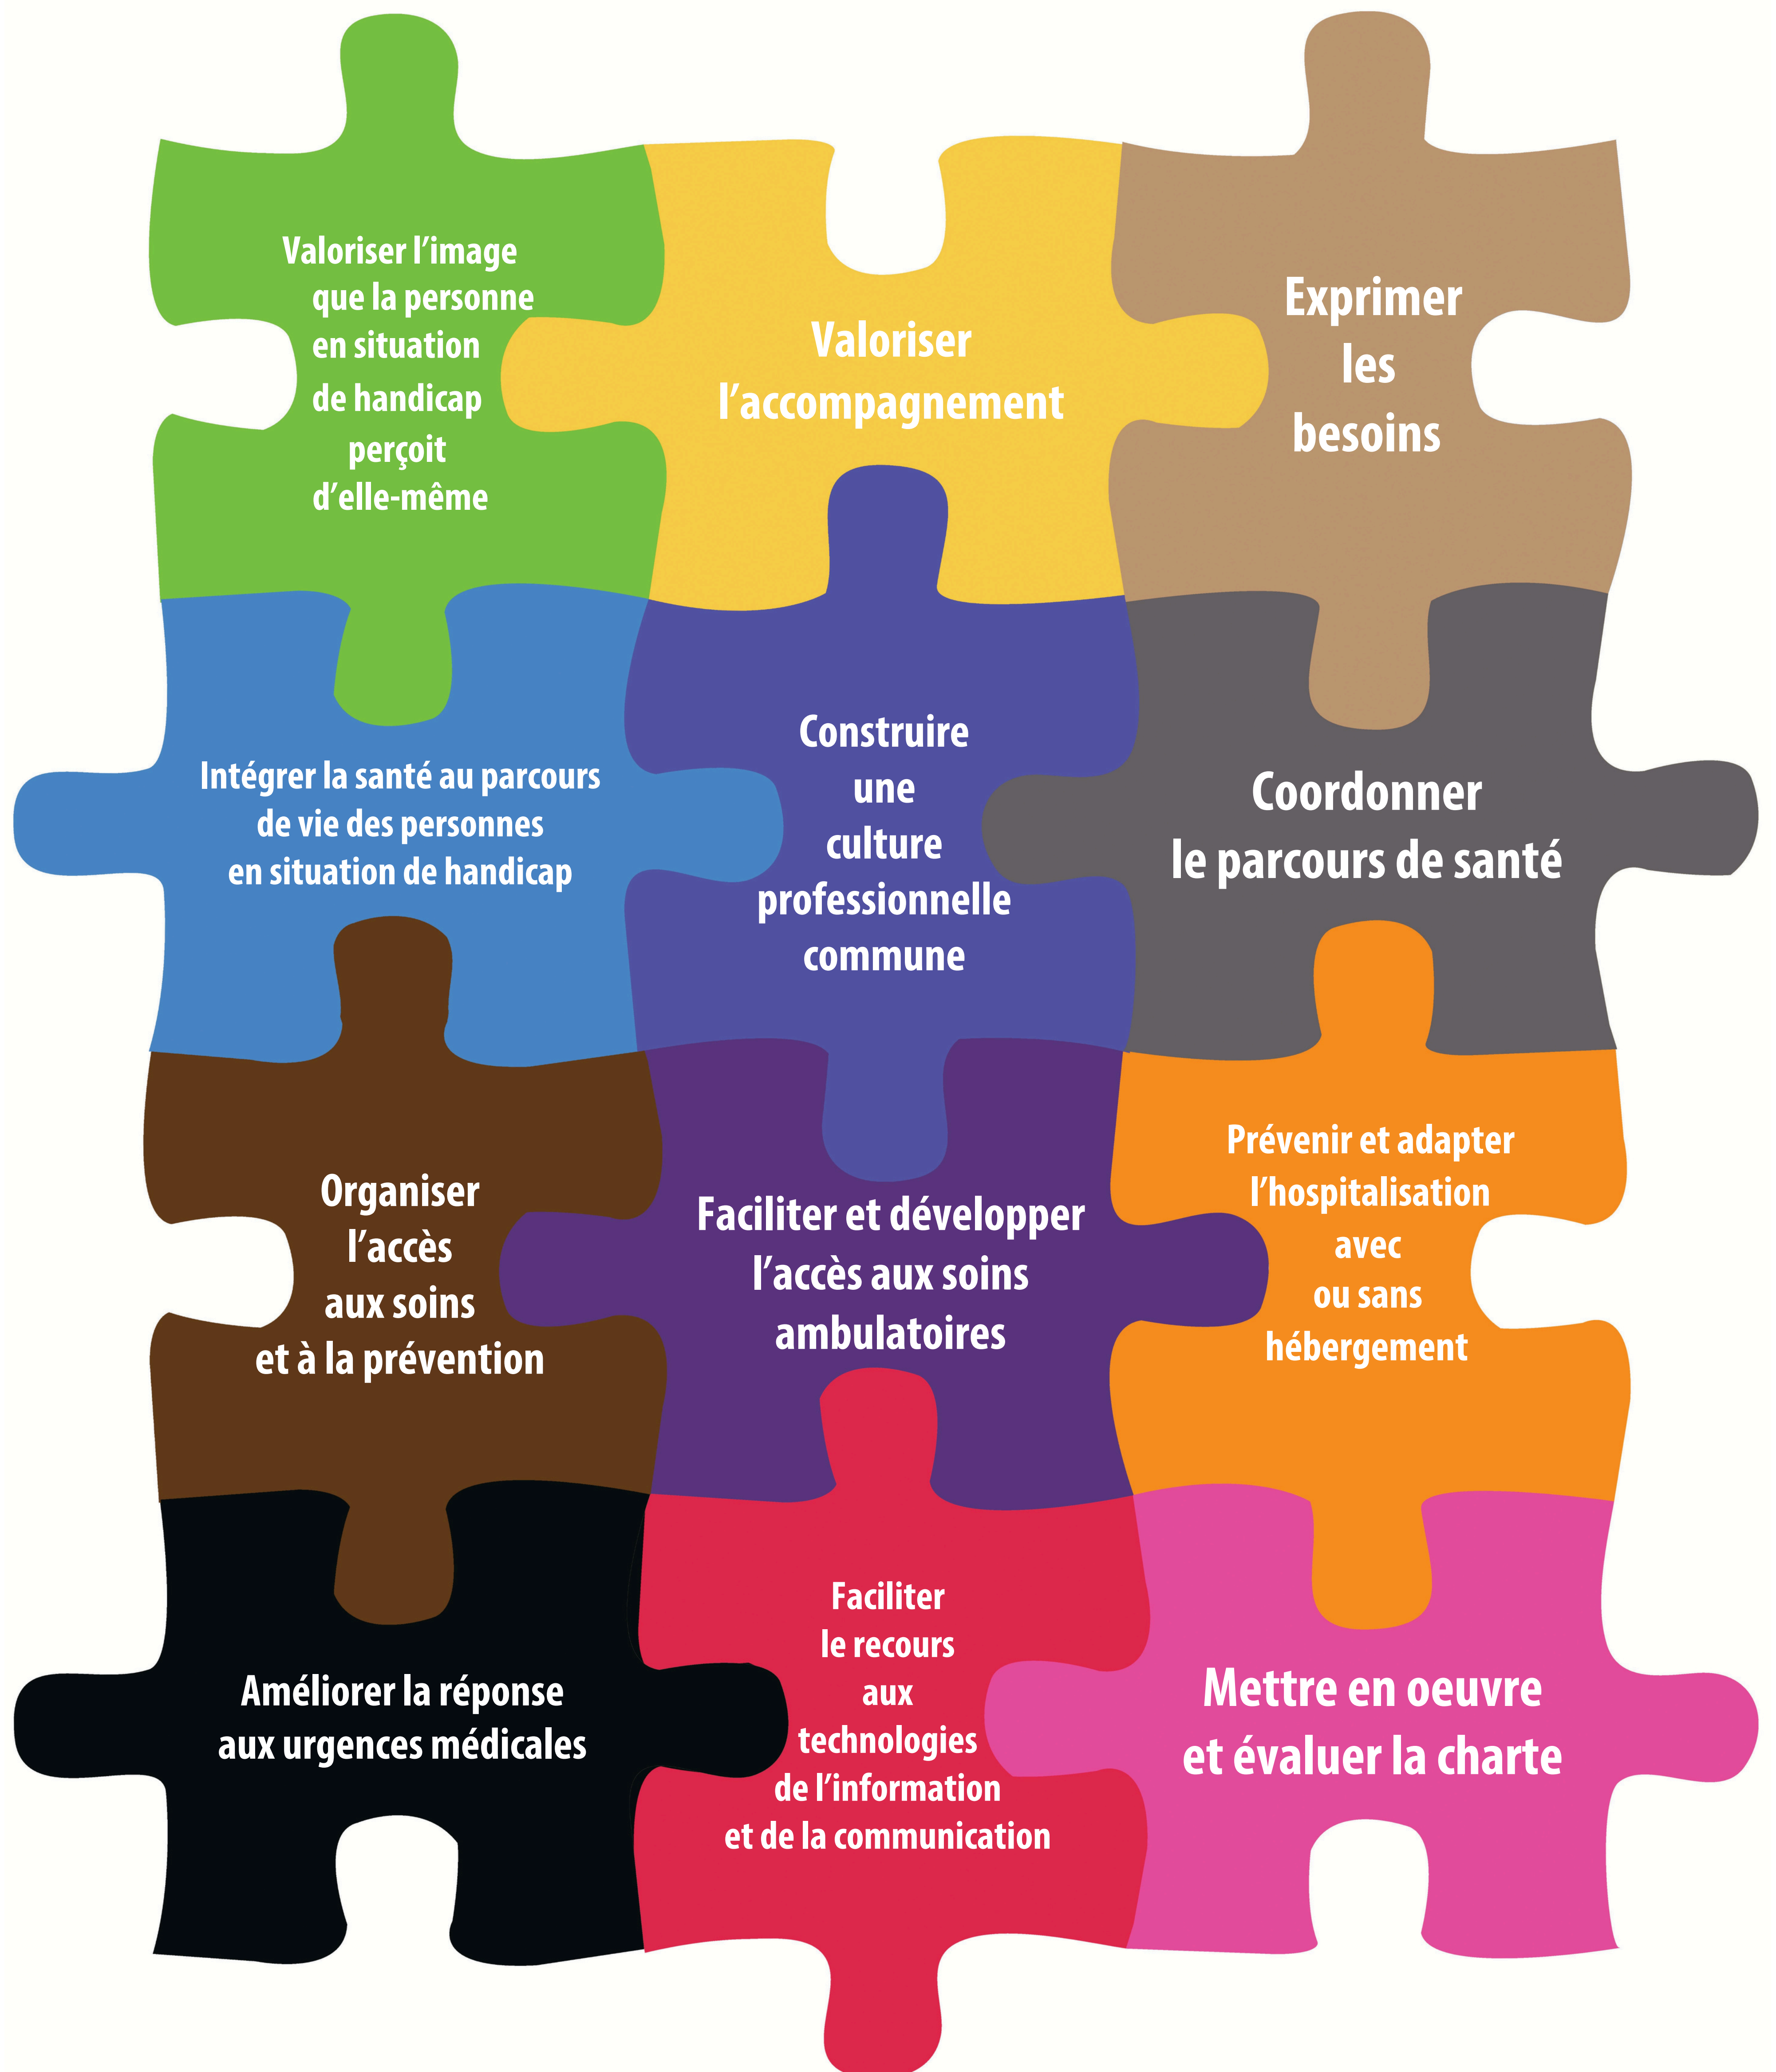 Valoriser l'image
que la personne
en situation
de handicap
perçoit
d'elle-même
Valoriser
l'accompagnement
Exprimer
les
besoins
Intégrer la santé au parcours
de vie des personnes
en situation de handicap
Construire
une
culture
professionnelle
commune
Coordonner
le parcours de santé
Organiser
l'accès
aux soins
et à la prévention
Faciliter et développer
l'accès aux soins
ambulatoires
Prévenir et adapter
l'hospitalisation
avec
ou sans
hébergement
Améliorer la réponse
aux urgences médicales
Faciliter
le recours
aux
technologies
de l'information
et de la communication
Mettre en oeuvre
et évaluer la charte